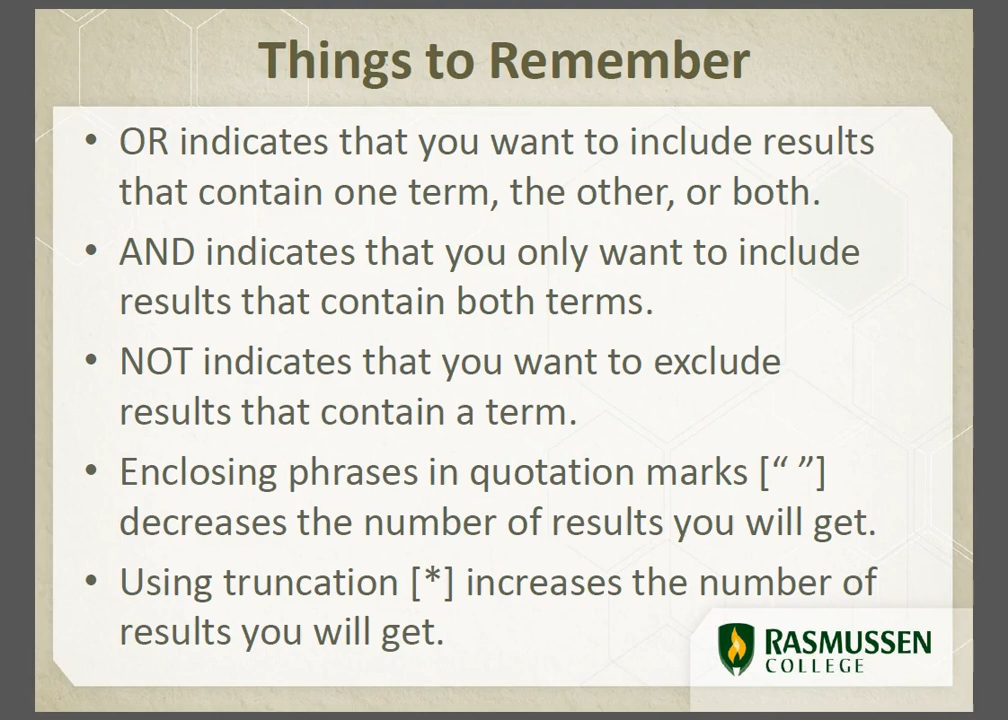 Things to Remember
• OR indicates that you want to include results
that contain one term, the other, or both.
• AND indicates that you only want to include
results that contain both terms.
• NOT indicates that you want to exclude
results that contain a term.
• Enclosing phrases in quotation marks [“ ”]
decreases the number of results you will get.
• Using truncation [*] increases the number of
results you will get.
RASMUSSEN
COLLEGE